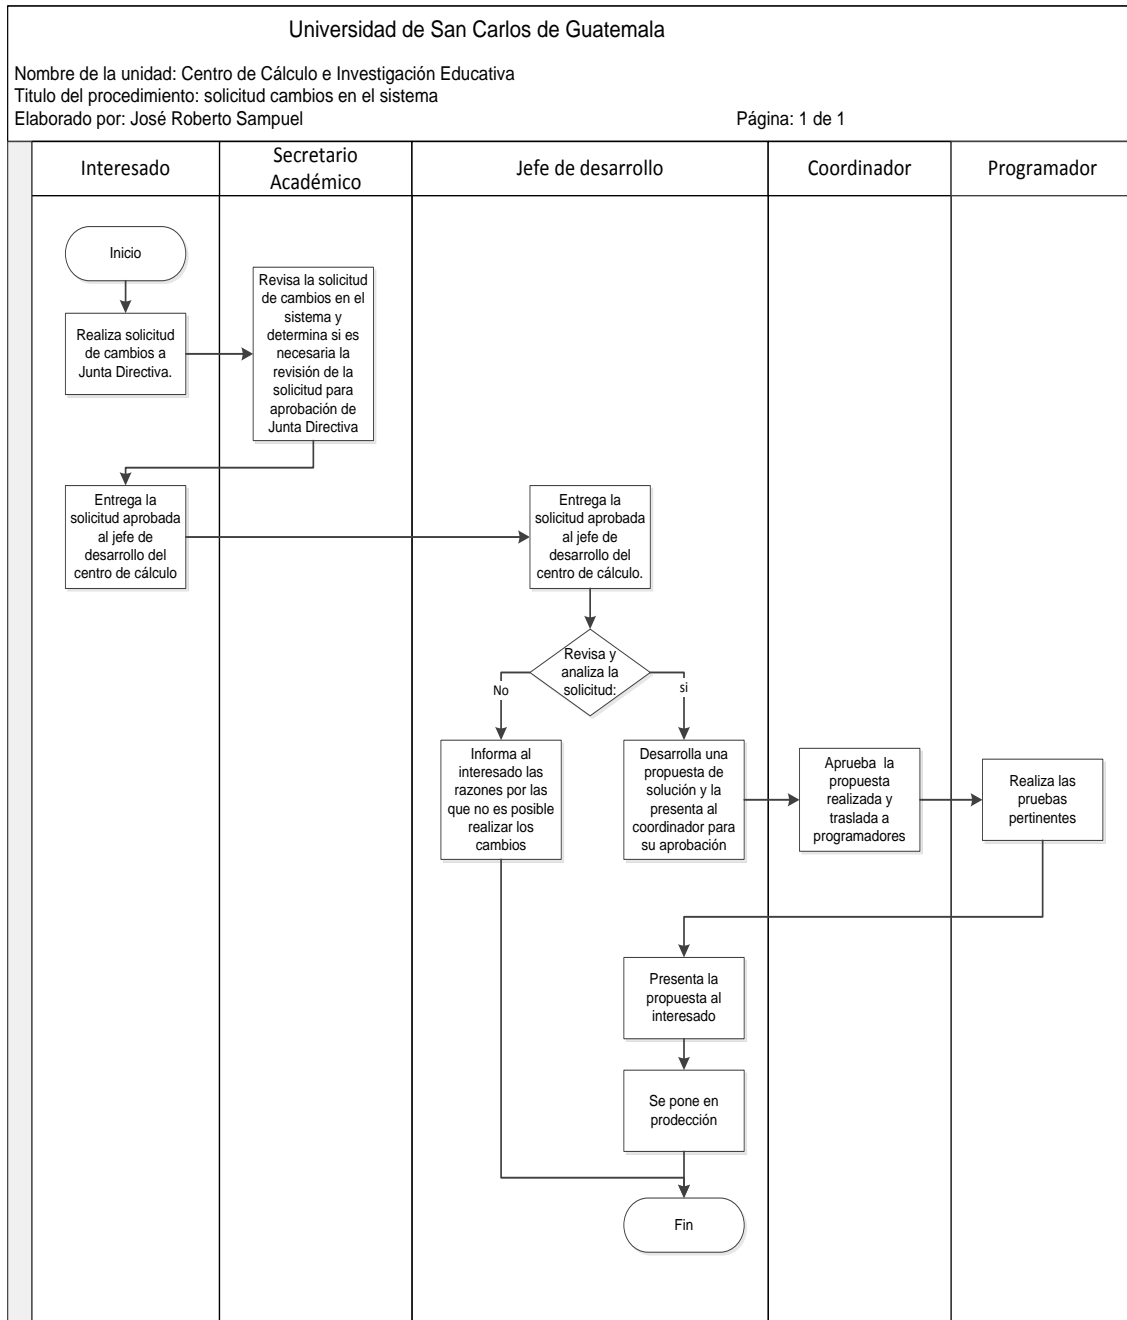 Universidad de San Carlos de Guatemala
Nombre de la unidad: Centro de Cálculo e Investigación Educativa
Titulo del procedimiento: solicitud cambios en el sistema
Elaborado por: José Roberto Sampuel
Página: 1 de 1
Interesado
Secretario
Académico
Jefe de desarrollo
Coordinador
Programador
Inicio
Realiza solicitud
de cambios a
Junta Directiva.
Revisa la solicitud
de cambios en el
sistema y
determina si es
necesaria la
revisión de la
solicitud para
aprobación de
Junta Directiva
Entrega la
solicitud aprobada
al jefe de
desarrollo del
centro de cálculo
Entrega la
solicitud aprobada
al jefe de
desarrollo del
centro de cálculo.
Revisa y
analiza la
solicitud:
No
si
Informa al
interesado las
razones por las
que no es posible
realizar los
cambios
Desarrolla una
propuesta de
solución y la
presenta al
coordinador para
su aprobación
Aprueba la
propuesta
realizada y
traslada a
programadores
Realiza las
pruebas
pertinentes
Presenta la
propuesta al
interesado
Se pone en
prodección
Fin